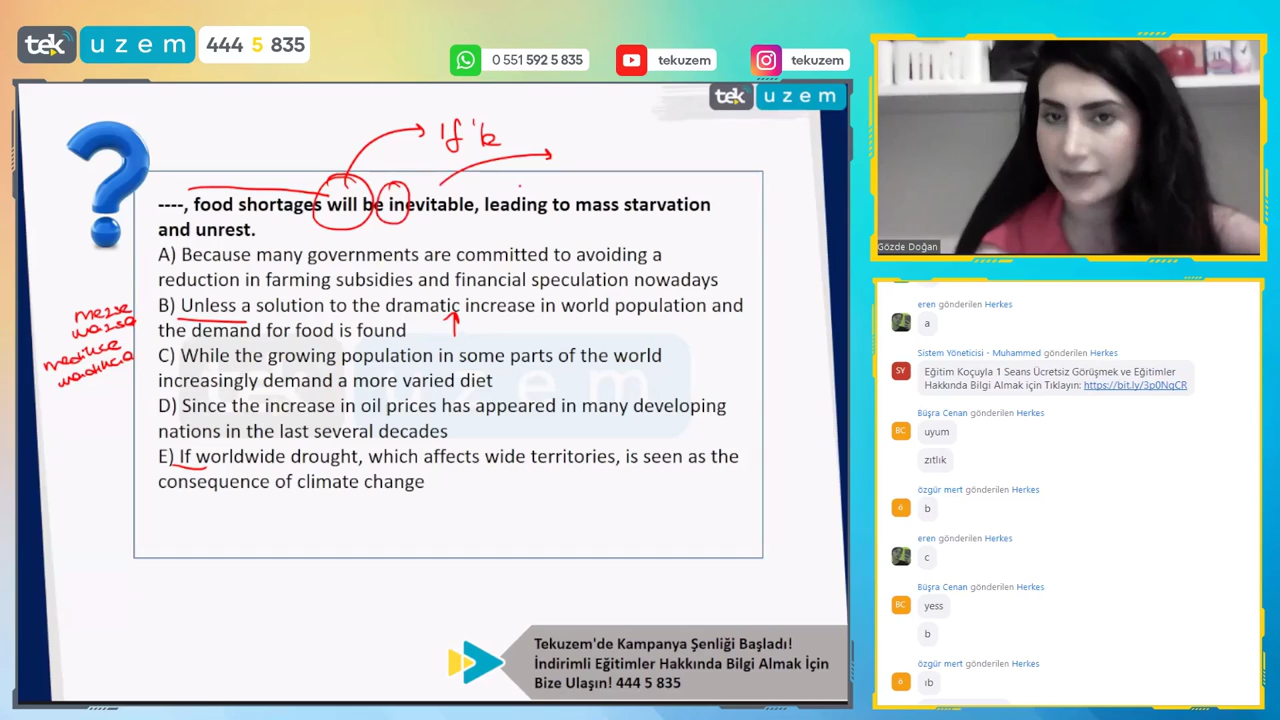 tek
uzem
444 5 835
0 551 592 5 835
tekuzem
tekuzem
tek
uzem
If 'li
----, food shortages will be inevitable, leading to mass starvation
and unrest.
A) Because many governments are committed to avoiding a
reduction in farming subsidies and financial speculation nowadays
B) Unless a solution to the dramatic increase in world population and
the demand for food is found
C) While the growing population in some parts of the world
increasingly demand a more varied diet
D) Since the increase in oil prices has appeared in many developing
nations in the last several decades
E) If worldwide drought, which affects wide territories, is seen as the
consequence of climate change
mezse
medikse
Tekuzem'de Kampanya Şenliği Başladı!
İndirimli Eğitimler Hakkında Bilgi Almak İçin
Bize Ulaşın! 444 5 835
Gözde Doğan
eren gönderilen Herkes
a
Sistem Yöneticisi - Muhammed gönderilen Herkes
SY
Eğitim Koçuyla 1 Seans Ücretsiz Görüşmek ve Eğitimler
Hakkında Bilgi Almak için Tıklayın: https://bit.ly/3p0NqCR
Büşra Cenan gönderilen Herkes
BC
uyum
zıtlık
özgür mert gönderilen Herkes
ö
b
eren gönderilen Herkes
c
Büşra Cenan gönderilen Herkes
BC
yess
b
özgür mert gönderilen Herkes
ö
ıb